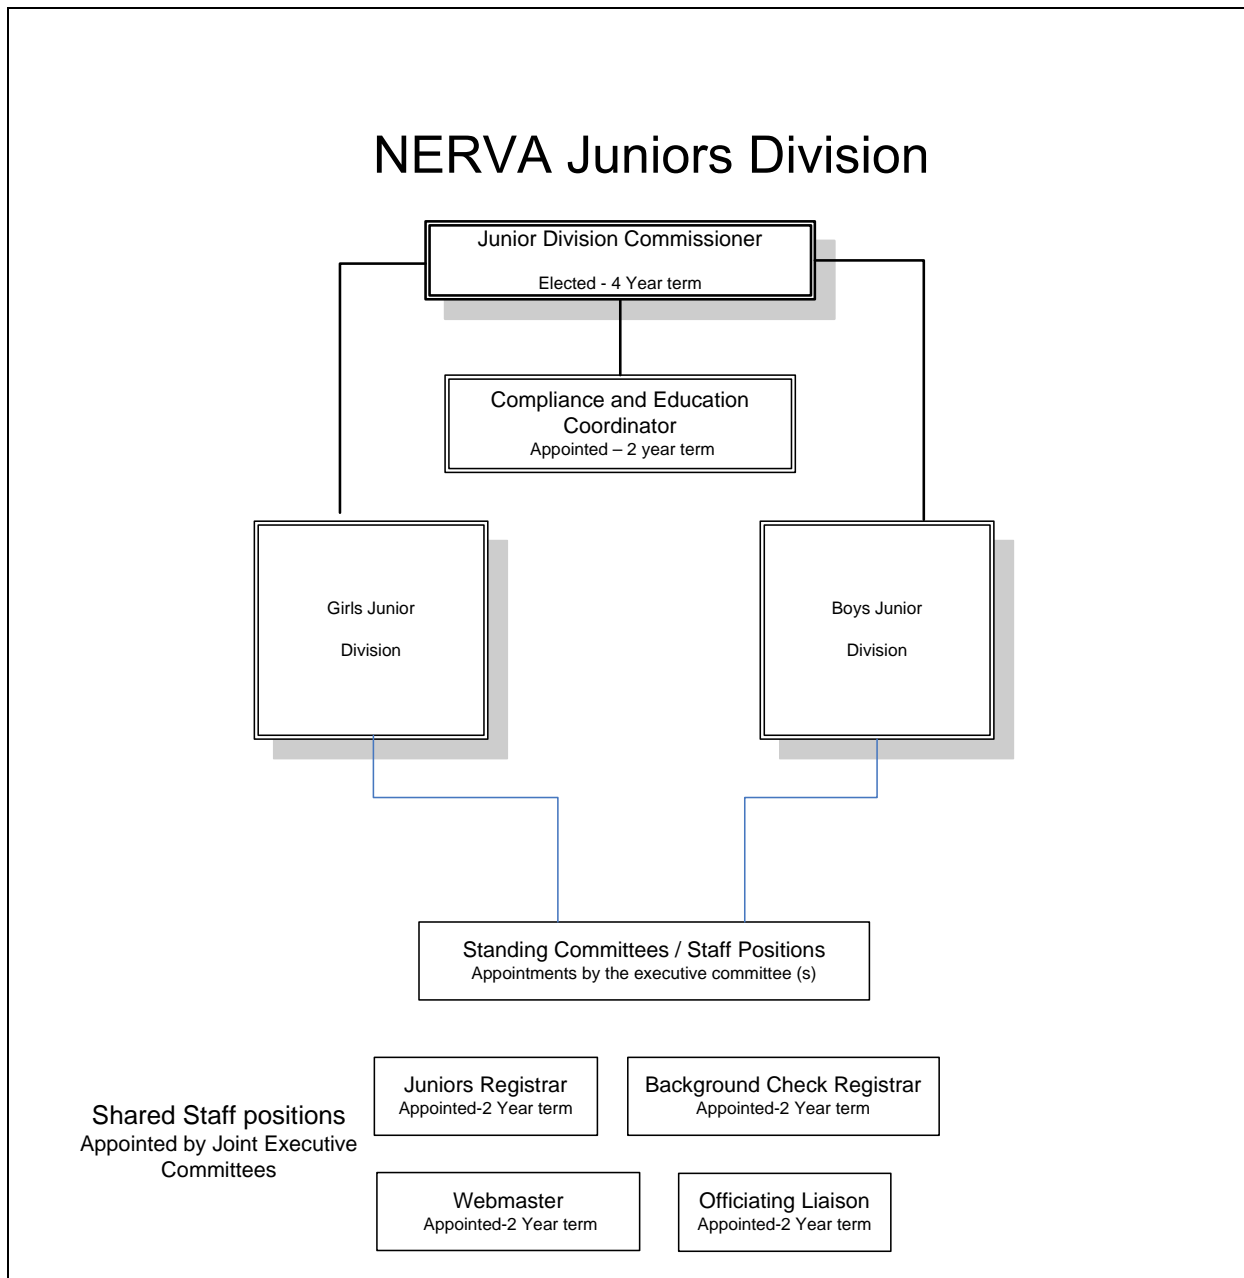 NERVA Juniors Division
Junior Division Commissioner
Elected - 4 Year term
Compliance and Education
Coordinator
Appointed – 2 year term
Girls Junior
Division
Boys Junior
Division
Standing Committees / Staff Positions
Appointments by the executive committee (s)
Shared Staff positions
Appointed by Joint Executive
Committees
Juniors Registrar
Appointed-2 Year term
Background Check Registrar
Appointed-2 Year term
Webmaster
Appointed-2 Year term
Officiating Liaison
Appointed-2 Year term